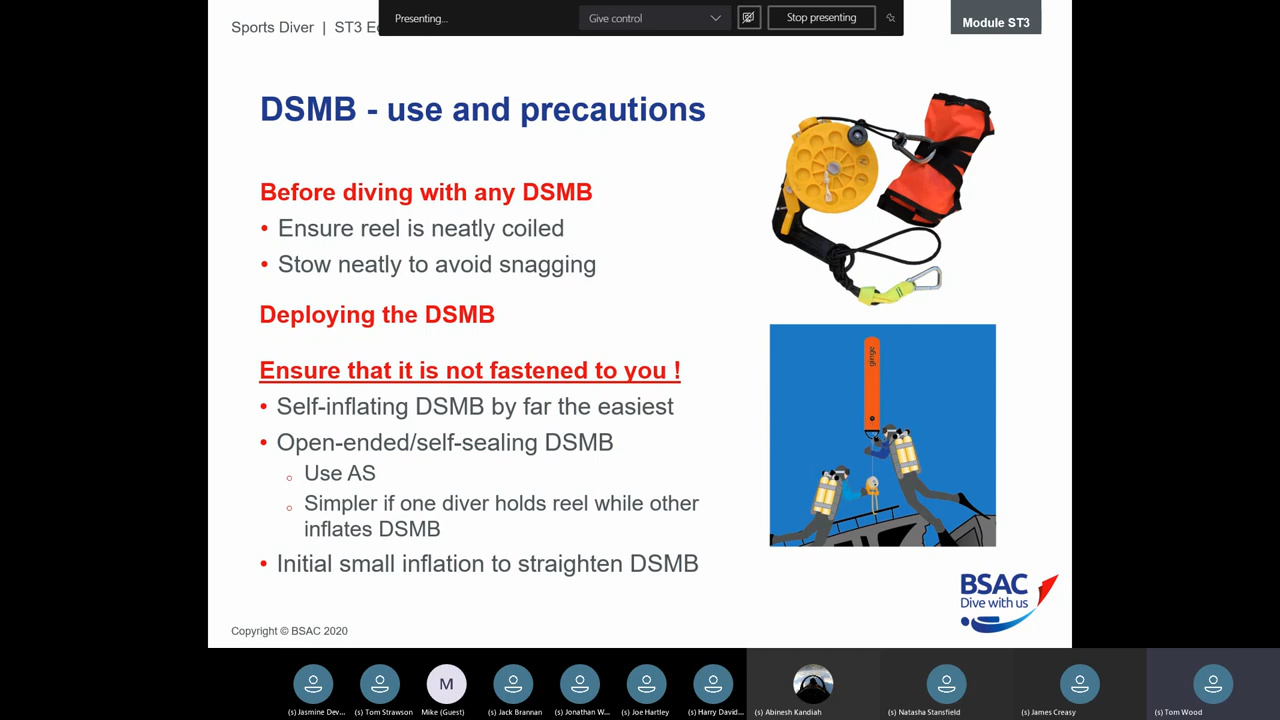 Sports Diver | ST3 E
Presenting...
Give control
Stop presenting
Module ST3
DSMB - use and precautions
Before diving with any DSMB
• Ensure reel is neatly coiled
• Stow neatly to avoid snagging
Deploying the DSMB
Ensure that it is not fastened to you !
• Self-inflating DSMB by far the easiest
• Open-ended/self-sealing DSMB
○ Use AS
○ Simpler if one diver holds reel while other
inflates DSMB
• Initial small inflation to straighten DSMB
ginge
BSAC
Dive with us
Copyright © BSAC 2020
M
(s) Jasmine Dev...
(s) Tom Strawson
Mike (Guest)
(s) Jack Brannan
(s) Jonathan W...
(s) Joe Hartley
(s) Harry David...
(s) Abinesh Kandiah
(s) Natasha Stansfield
(s) James Creasy
(s) Tom Wood